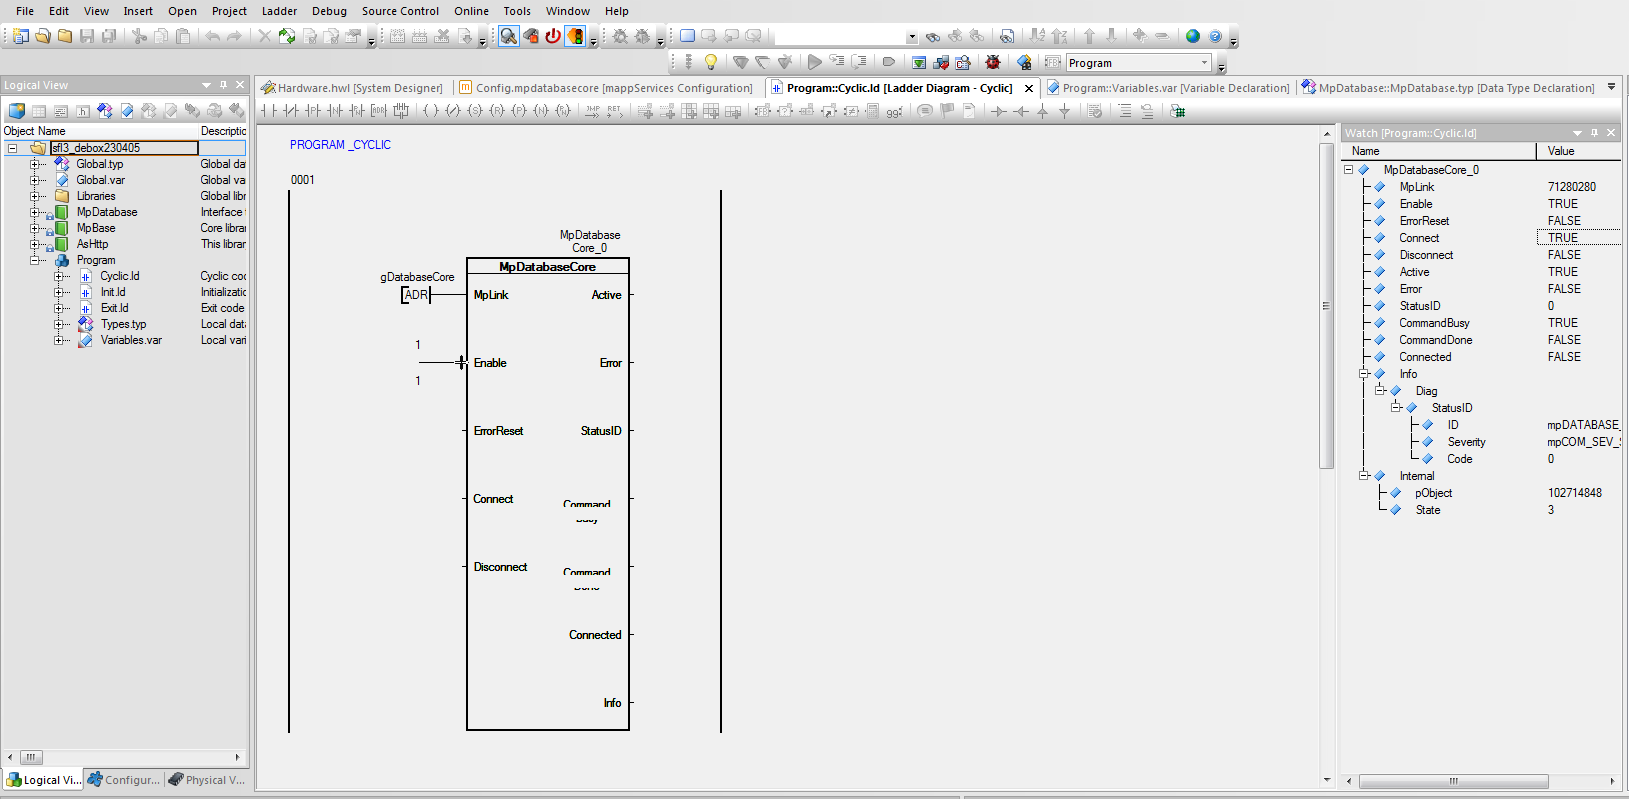 File Edit View Insert Open Project Ladder Debug Source Control Online Tools Window Help
Program
Logical View
Hardware.hwl [System Designer]
Config.mpdatabasecore [mappServices Configuration]
Program::Cyclic.ld [Ladder Diagram - Cyclic]
Program::Variables.var [Variable Declaration]
MpDatabase::MpDatabase.typ [Data Type Declaration]
Object Name Descriptic
sfl3_debox230405
Global.typ Global da
Global.var Global va
Libraries Global libr
MpDatabase Interface
MpBase Core librar
AsHttp This librar
Program
Cyclic.ld Cyclic coc
Init.ld Initializatic
Exit.ld Exit code
Types.typ Local dat
Variables.var Local vari
Logical Vi... Configur... Physical V...
PROGRAM _CYCLIC
0001
MpDatabase
Core_0
MpDatabaseCore
gDatabaseCore
ADR MpLink Active
1
Enable Error
1
ErrorReset StatusID
Connect Command
Busy
Disconnect Command
Done
Connected
Info
Watch [Program::Cyclic.ld]
Name Value
MpDatabaseCore_0
MpLink 71280280
Enable TRUE
ErrorReset FALSE
Connect TRUE
Disconnect FALSE
Active TRUE
Error FALSE
StatusID 0
CommandBusy TRUE
CommandDone FALSE
Connected FALSE
Info
Diag
StatusID
ID mpDATABASE_
Severity mpCOM_SEV_
Code 0
Internal
pObject 102714848
State 3